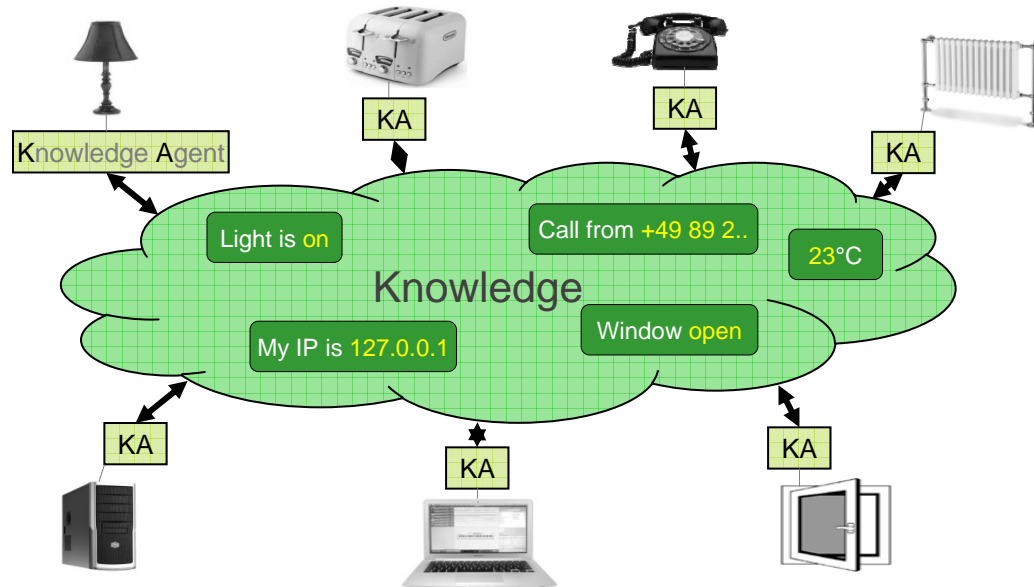 KA
KA
Knowledge Agent
KA
Light is on
Call from +49 89 2..
23°C
Knowledge
My IP is 127.0.0.1
Window open
KA
KA
KA